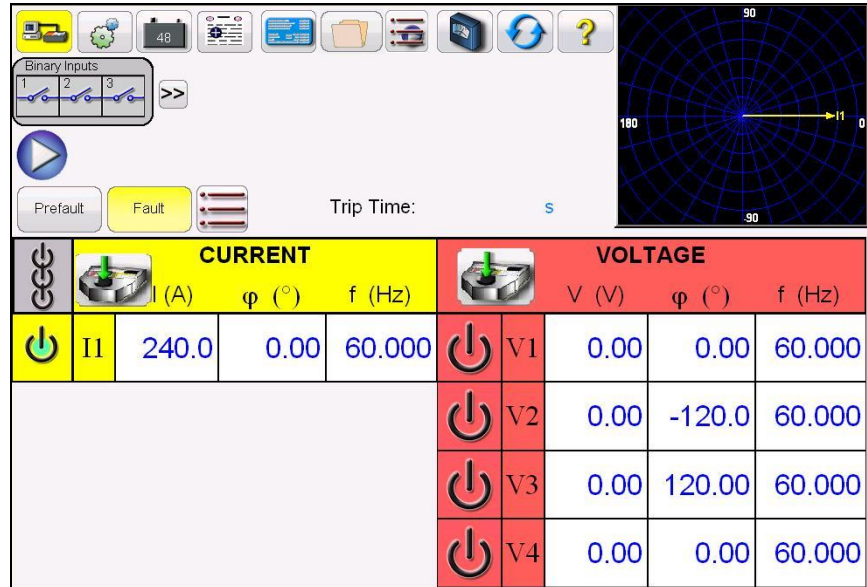 48
?
90
Binary Inputs
1 2 3
>>
180
I1
0
Prefault
Fault
Trip Time:
s
-90
CURRENT
I (A) φ (°) f (Hz)
VOLTAGE
V (V) φ (°) f (Hz)
I1 240.0 0.00 60.000
V1 0.00 0.00 60.000
V2 0.00 -120.0 60.000
V3 0.00 120.00 60.000
V4 0.00 0.00 60.000